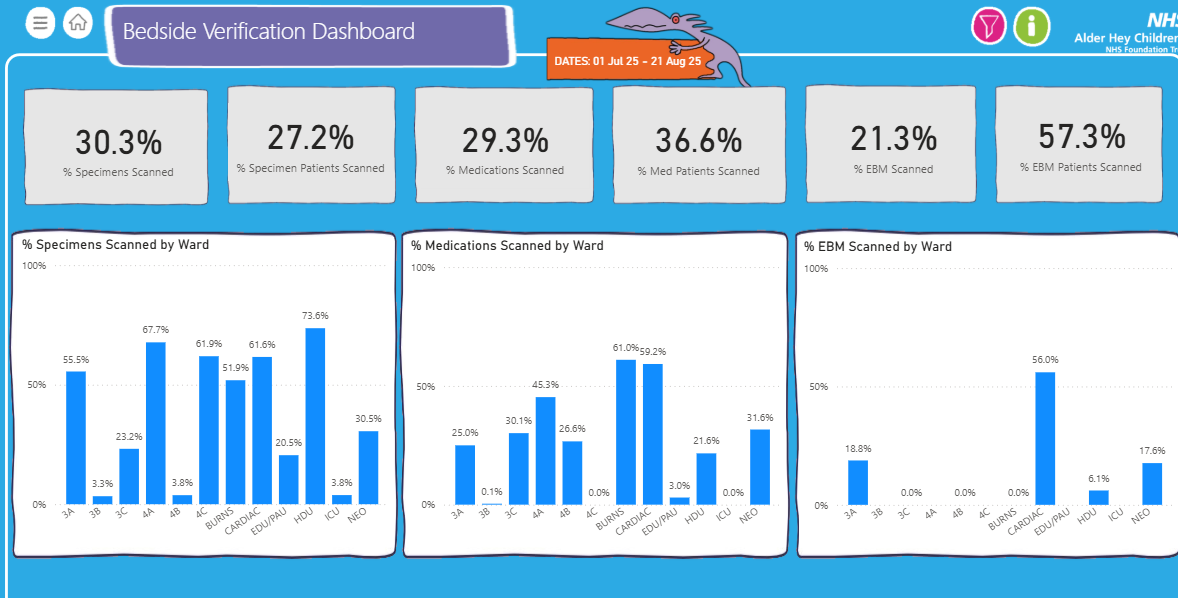 Bedside Verification Dashboard
DATES: 01 Jul 25 - 21 Aug 25
NHS
Alder Hey Children
NHS Foundation Tr
30.3%
% Specimens Scanned
27.2%
% Specimen Patients Scanned
29.3%
% Medications Scanned
36.6%
% Med Patients Scanned
21.3%
% EBM Scanned
57.3%
% EBM Patients Scanned
% Specimens Scanned by Ward
100%
50%
0%
55.5%
3.3%
23.2%
67.7%
3.8%
61.9%
51.9%
61.6%
20.5%
73.6%
3.8%
30.5%
3A
3B
3C
4A
4B
4C
BURNS
CARDIAC
EDU/PAU
HDU
ICU
NEO
% Medications Scanned by Ward
100%
50%
0%
25.0%
0.1%
30.1%
45.3%
26.6%
0.0%
61.0%
59.2%
3.0%
21.6%
0.0%
31.6%
3A
3B
3C
4A
4B
4C
BURNS
CARDIAC
EDU/PAU
HDU
ICU
NEO
% EBM Scanned by Ward
100%
50%
0%
18.8%
0.0%
0.0%
0.0%
56.0%
6.1%
17.6%
3A
3B
3C
4A
4B
4C
BURNS
CARDIAC
EDU/PAU
HDU
ICU
NEO